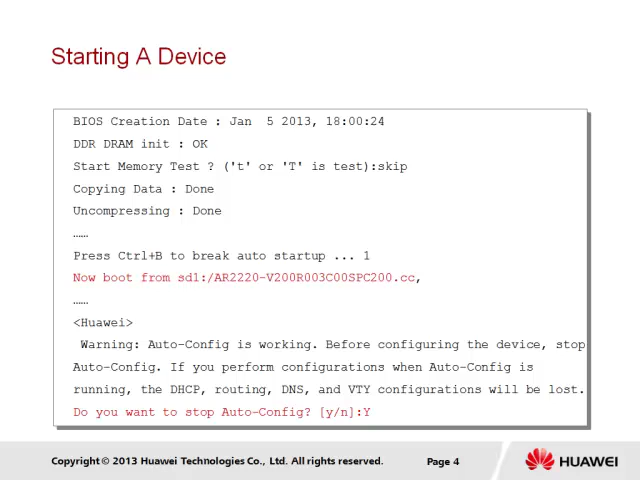 Starting A Device
BIOS Creation Date : Jan  5 2013, 18:00:24
DDR DRAM init : OK
Start Memory Test ? ('t' or 'T' is test):skip
Copying Data : Done
Uncompressing : Done
……
Press Ctrl+B to break auto startup ... 1
Now boot from sd1:/AR2220-V200R003C00SPC200.cc,
……
<Huawei>
Warning: Auto-Config is working. Before configuring the device, stop
Auto-Config. If you perform configurations when Auto-Config is
running, the DHCP, routing, DNS, and VTY configurations will be lost.
Do you want to stop Auto-Config? [y/n]:Y
Copyright © 2013 Huawei Technologies Co., Ltd. All rights reserved.
Page 4
HUAWEI